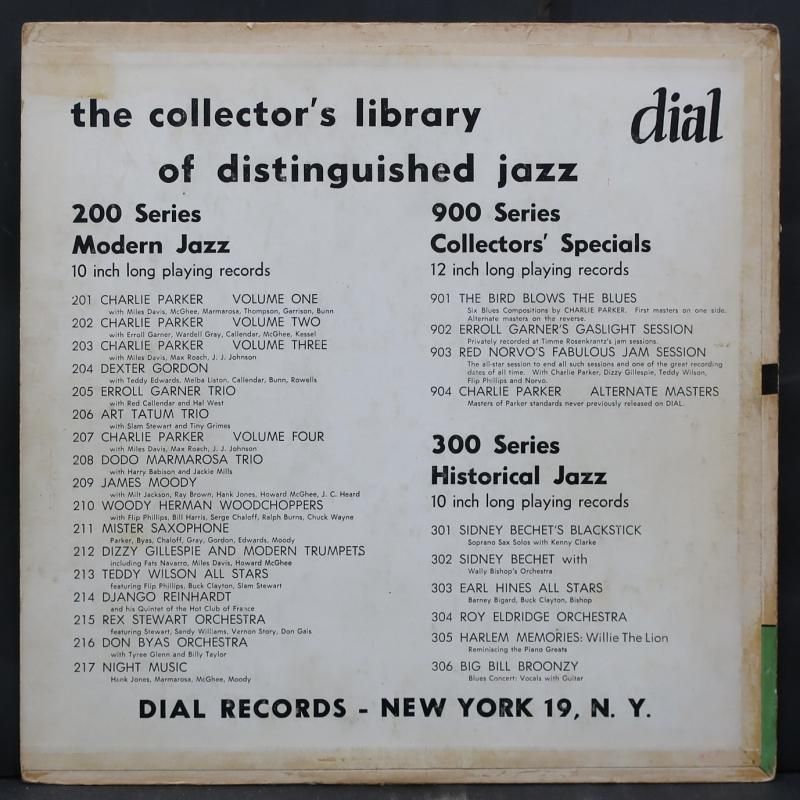 the collector's library
of distinguished jazz
dial
200 Series
Modern Jazz
10 inch long playing records
201 CHARLIE PARKER VOLUME ONE
with Miles Davis, McGhee, Marmarosa, Thompson, Garrison, Bunn
202 CHARLIE PARKER VOLUME TWO
with Erroll Garner, Wardell Gray, Callendar, McGhee, Kessel
203 CHARLIE PARKER VOLUME THREE
with Miles Davis, Max Roach, J. J. Johnson
204 DEXTER GORDON
with Teddy Edwards, Melba Liston, Callendar, Bunn, Rowells
205 ERROLL GARNER TRIO
with Red Callendar and Hal West
206 ART TATUM TRIO
with Slam Stewart and Tiny Grimes
207 CHARLIE PARKER VOLUME FOUR
with Miles Davis, Max Roach, J. J. Johnson
208 DODO MARMAROSA TRIO
with Harry Babison and Jackie Mills
209 JAMES MOODY
with Milt Jackson, Ray Brown, Hank Jones, Howard McGhee, J. C. Heard
210 WOODY HERMAN WOODCHOPPERS
with Flip Phillips, Bill Harris, Serge Chaloff, Ralph Burns, Chuck Wayne
211 MISTER SAXOPHONE
Parker, Byas, Chaloff, Gray, Gordon, Edwards, Moody
212 DIZZY GILLESPIE AND MODERN TRUMPETS
including Fats Navarro, Miles Davis, Howard McGhee
213 TEDDY WILSON ALL STARS
featuring Flip Phillips, Buck Clayton, Slam Stewart
214 DJANGO REINHARDT
and his Quintet of the Hot Club of France
215 REX STEWART ORCHESTRA
featuring Stewart, Sandy Williams, Vernon Story, Don Gais
216 DON BYAS ORCHESTRA
with Tyree Glenn and Billy Taylor
217 NIGHT MUSIC
Hank Jones, Marmarosa, McGhee, Moody
900 Series
Collectors' Specials
12 inch long playing records
901 THE BIRD BLOWS THE BLUES
Six Blues Compositions by CHARLIE PARKER. First masters on one side.
Alternate masters on the reverse.
902 ERROLL GARNER'S GASLIGHT SESSION
Privately recorded at Timme Rosenkrantz's jam sessions.
903 RED NORVO'S FABULOUS JAM SESSION
The all-star session to end all such sessions and one of the great recording
dates of all time. With Charlie Parker, Dizzy Gillespie, Teddy Wilson,
Flip Phillips and Norvo.
904 CHARLIE PARKER ALTERNATE MASTERS
Masters of Parker standards never previously released on DIAL.
300 Series
Historical Jazz
10 inch long playing records
301 SIDNEY BECHET'S BLACKSTICK
Soprano Sax Solos with Kenny Clarke
302 SIDNEY BECHET with
Wally Bishop's Orchestra
303 EARL HINES ALL STARS
Barney Bigard, Buck Clayton, Bishop
304 ROY ELDRIDGE ORCHESTRA
305 HARLEM MEMORIES: Willie The Lion
Reminiscing the Piano Greats
306 BIG BILL BROONZY
Blues Concert: Vocals with Guitar
DIAL RECORDS - NEW YORK 19, N. Y.